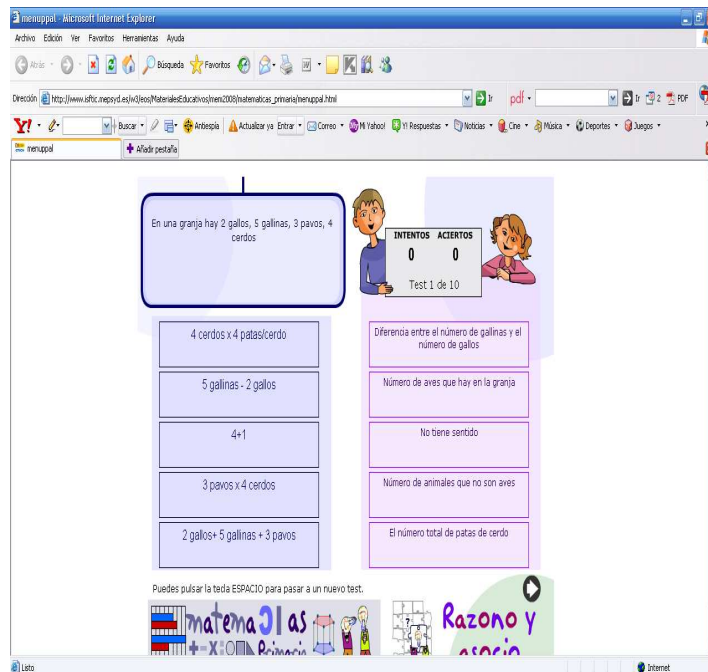 menuppal - Microsoft Internet Explorer
Archivo Edición Ver Favoritos Herramientas Ayuda
Atrás Búsqueda Favoritos
Dirección http://www.isftic.mepsyd.es/w3/eos/MaterialesEducativos/mem2008/matematicas_primaria/menuppal.html Ir pdf Ir 2 PDF
Y! Buscar Antiespía Actualizar ya Entrar Correo Mi Yahoo! Y! Respuestas Noticias Cine Música Deportes Juegos
menuppal Añadir pestaña
En una granja hay 2 gallos, 5 gallinas, 3 pavos, 4
cerdos
INTENTOS ACIERTOS
0 0
Test 1 de 10
4 cerdos x 4 patas/cerdo
5 gallinas - 2 gallos
4+1
3 pavos x 4 cerdos
2 gallos+ 5 gallinas + 3 pavos
Diferencia entre el número de gallinas y el
número de gallos
Número de aves que hay en la granja
No tiene sentido
Número de animales que no son aves
El número total de patas de cerdo
Puedes pulsar la tecla ESPACIO para pasar a un nuevo test.
matematicas
Primaria
Razono y
asocio
Listo Internet